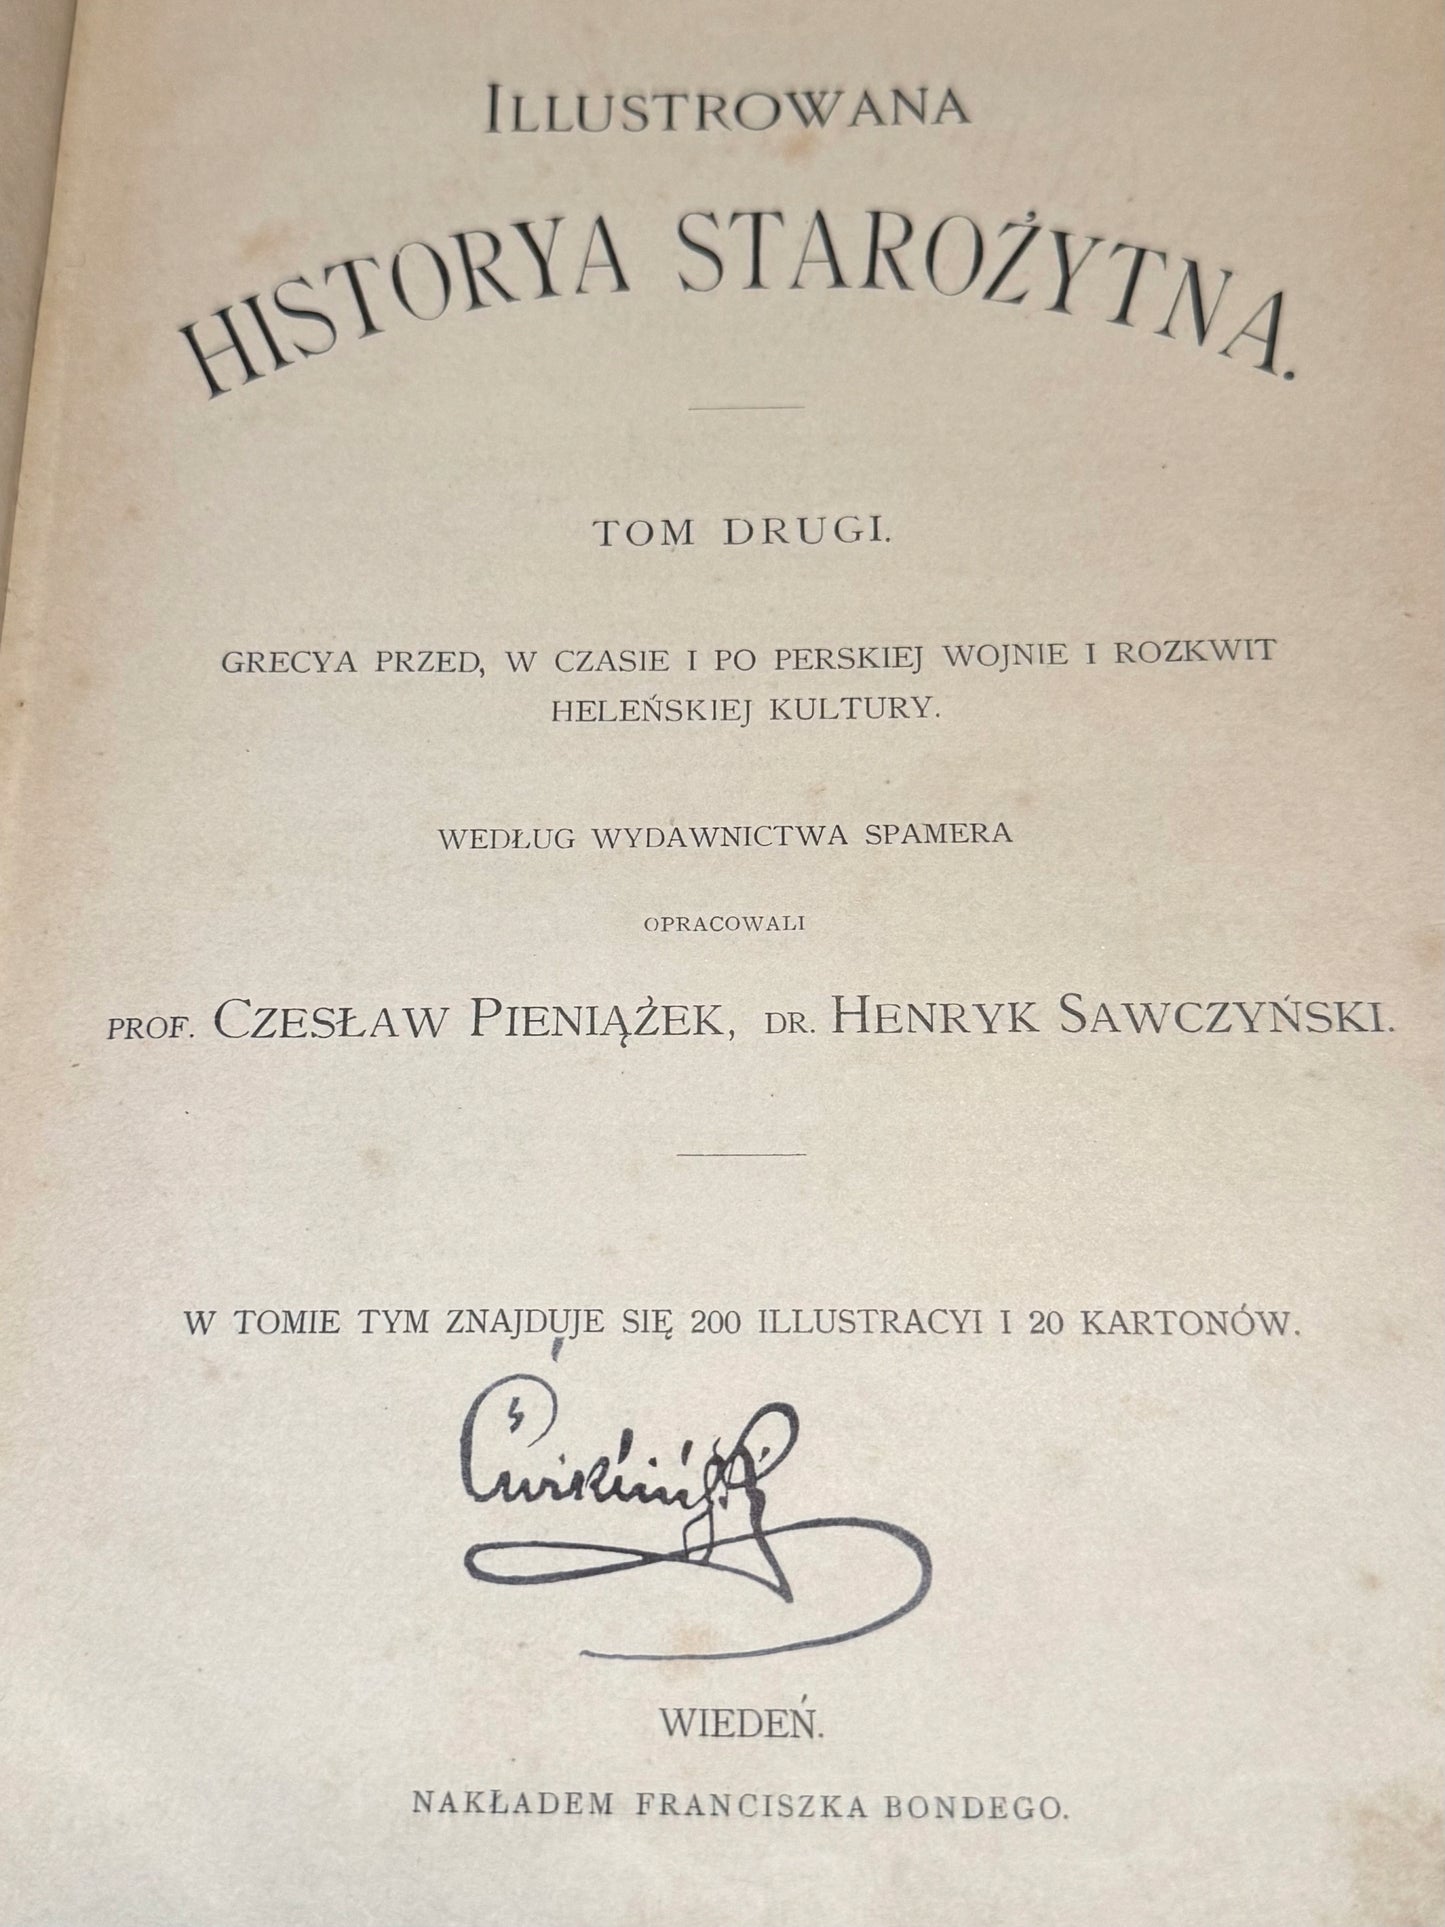 ILLUSTROWANA
HISTORYA STAROŻYTNA.
TOM DRUGI.
GRECYA PRZED, W CZASIE I PO PERSKIEJ WOJNIE I ROZKWIT
HELEŃSKIEJ KULTURY.
WEDŁUG WYDAWNICTWA SPAMERA
OPRACOWALI
PROF. CZESŁAW PIENIĄŻEK, DR. HENRYK SAWCZYŃSKI.
W TOMIE TYM ZNAJDUJE SIĘ 200 ILLUSTRACYI I 20 KARTONÓW.
WIEDEŃ.
NAKŁADEM FRANCISZKA BONDEGO.